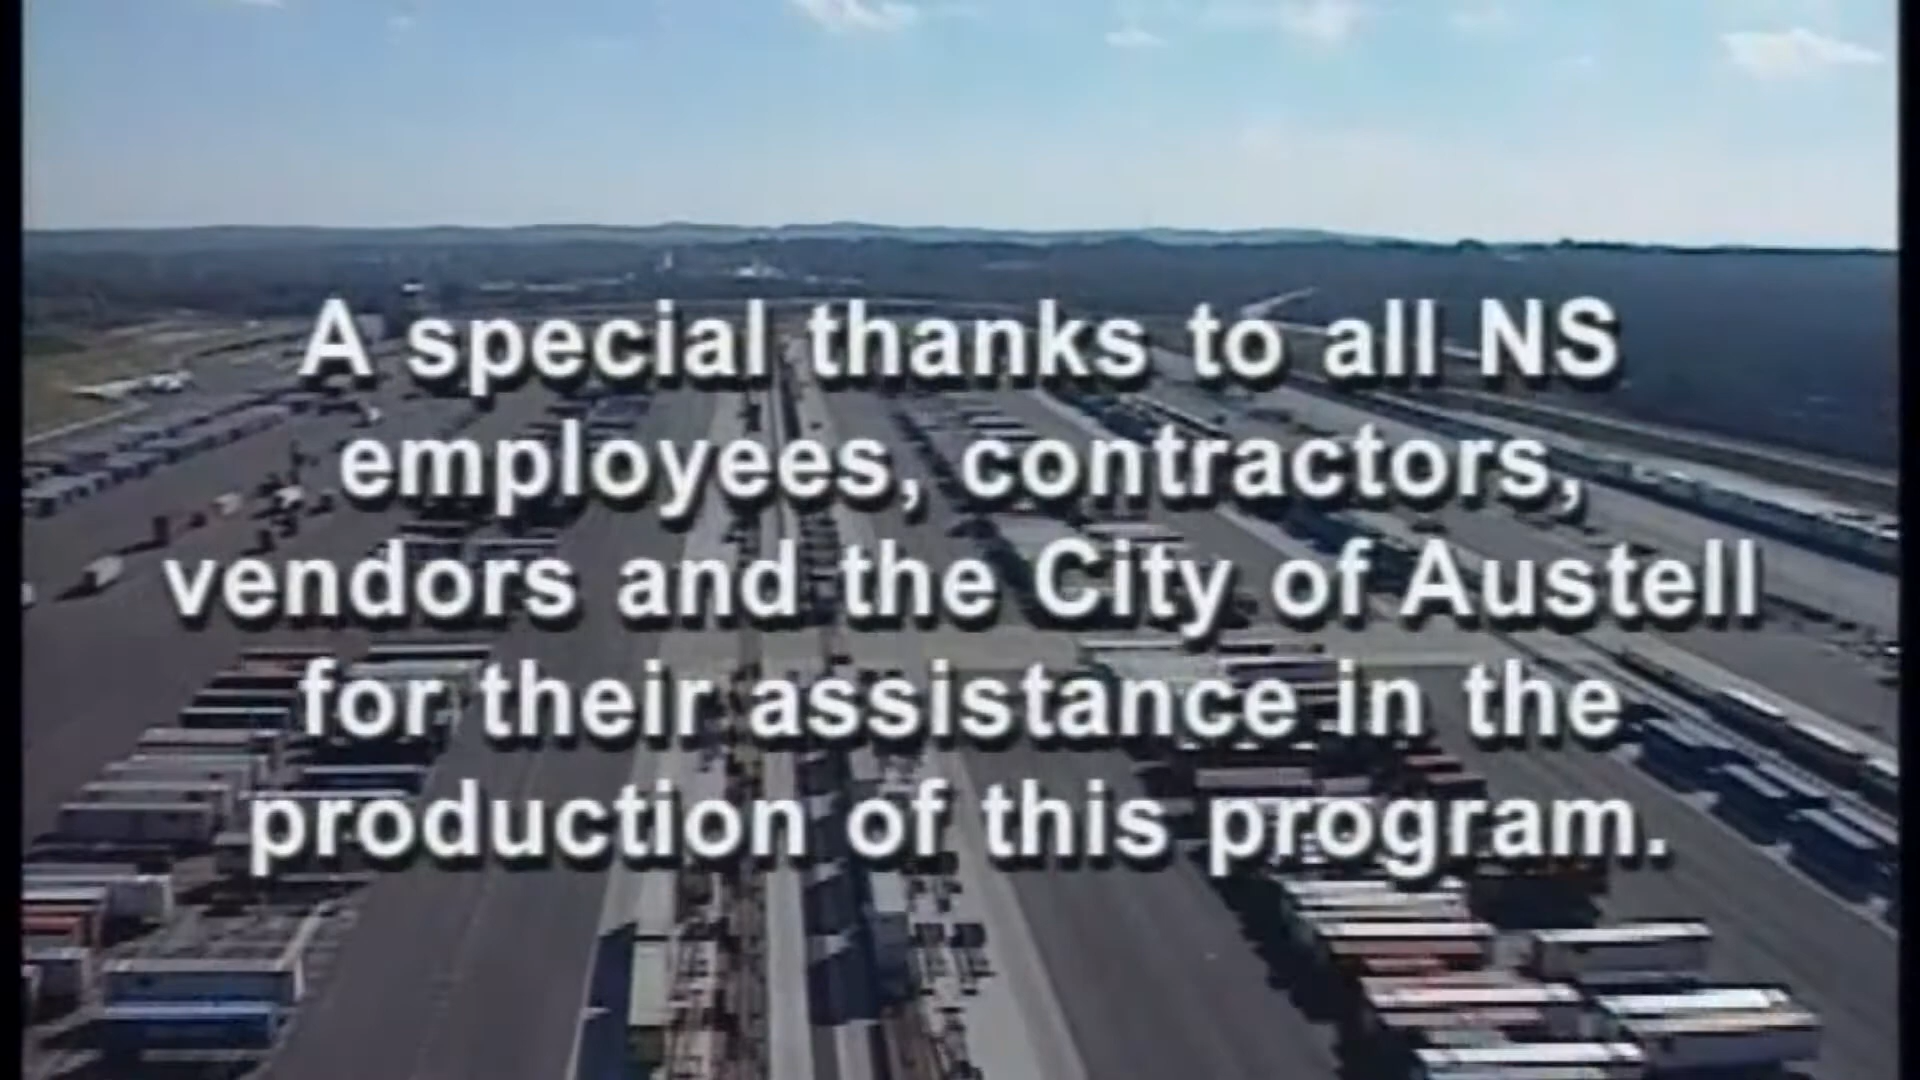 A special thanks to all NS
employees, contractors,
vendors and the City of Austell
for their assistance in the
production of this program.